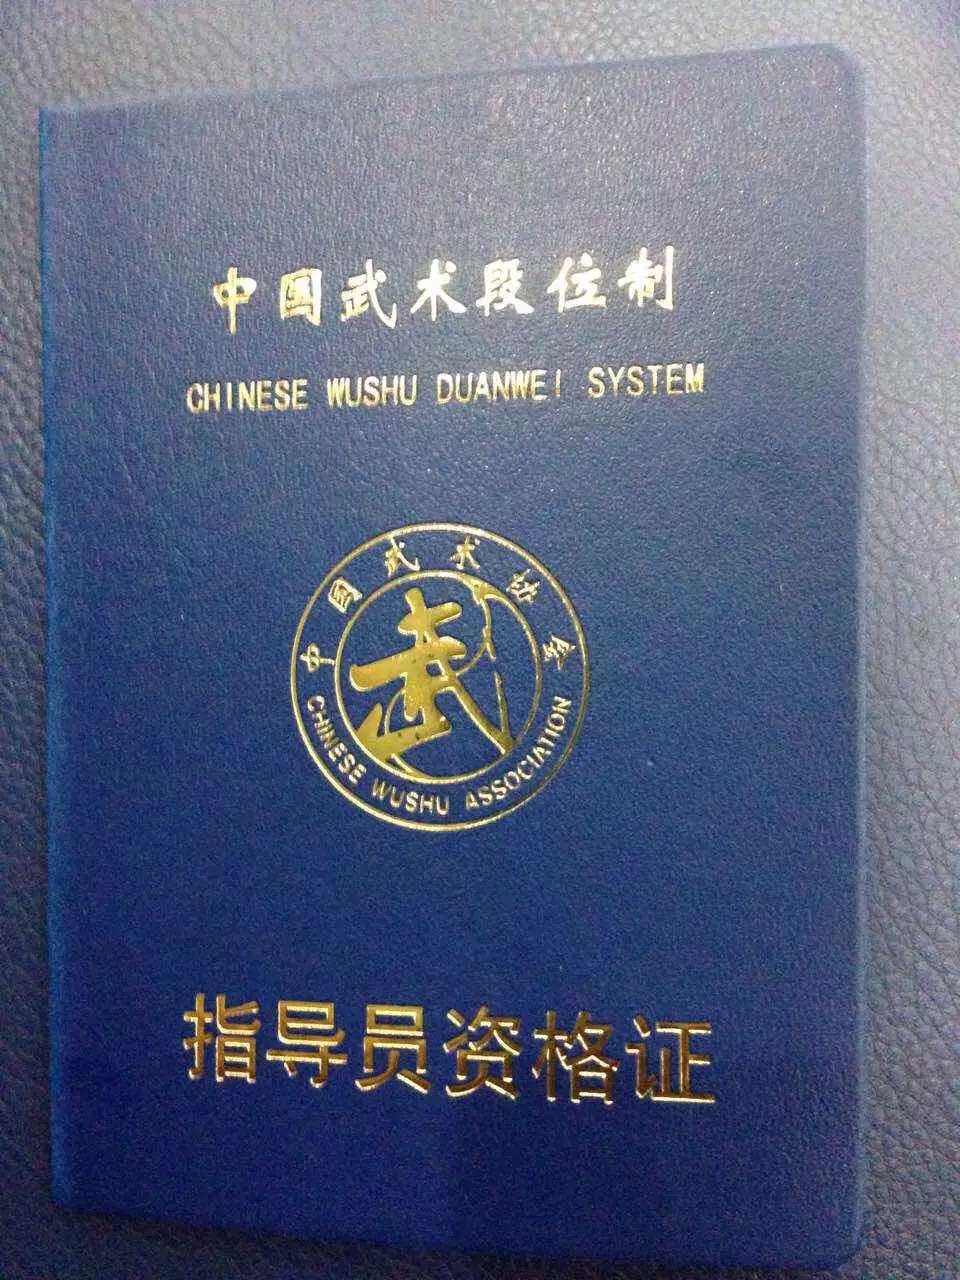 中国武术段位制
CHINESE WUSHU DUANWEI SYSTEM
中国武术协会
武
CHINESE WUSHU ASSOCIATION
指导员资格证